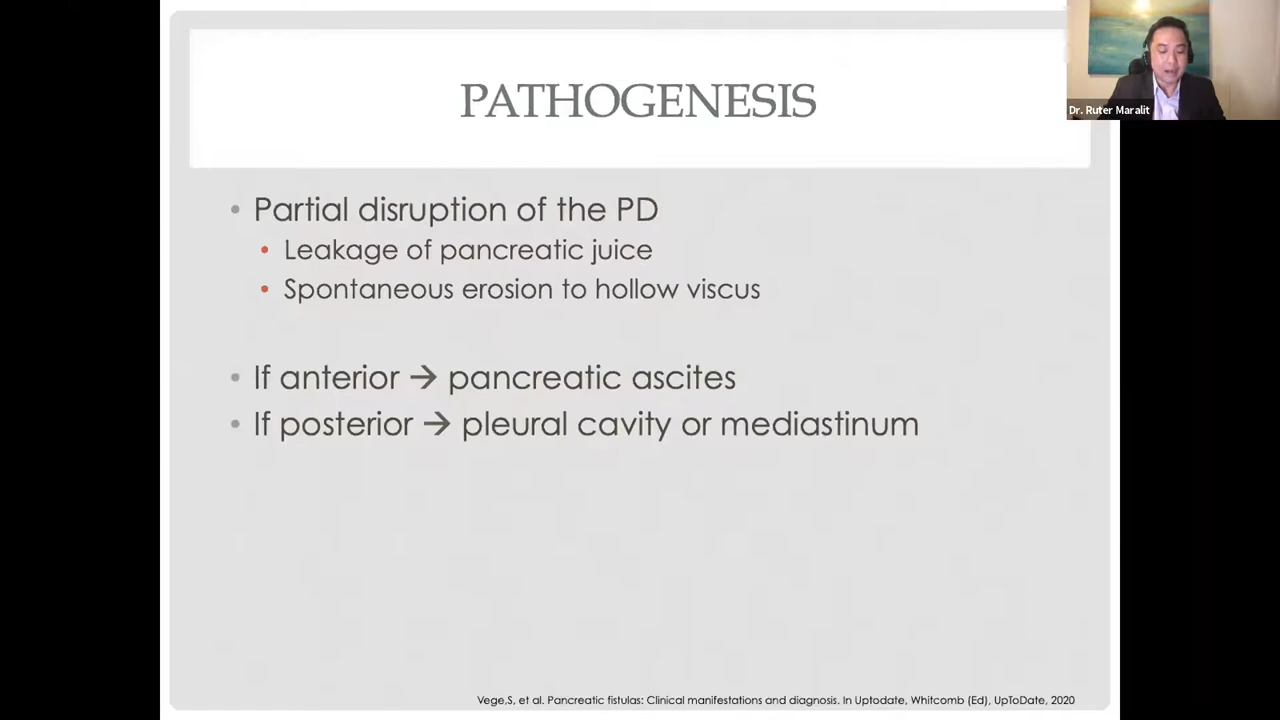 PATHOGENESIS
Dr. Ruter Maralit
• Partial disruption of the PD
• Leakage of pancreatic juice
• Spontaneous erosion to hollow viscus
• If anterior → pancreatic ascites
• If posterior → pleural cavity or mediastinum
Vege,S, et al. Pancreatic fistulas: Clinical manifestations and diagnosis. In Uptodate, Whitcomb (Ed), UpToDate, 2020